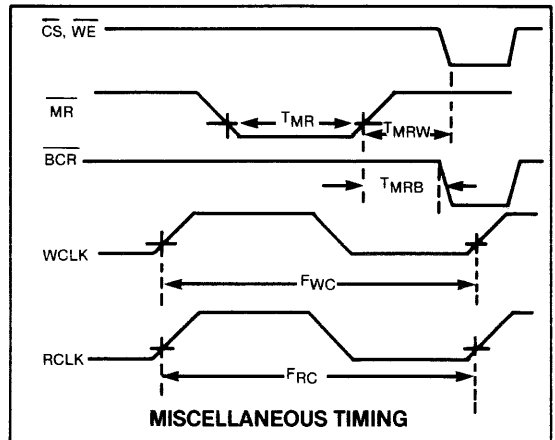 CS, WE
MR
TMR
TMRW
BCR
TMRB
WCLK
FWC
RCLK
FRC
MISCELLANEOUS TIMING